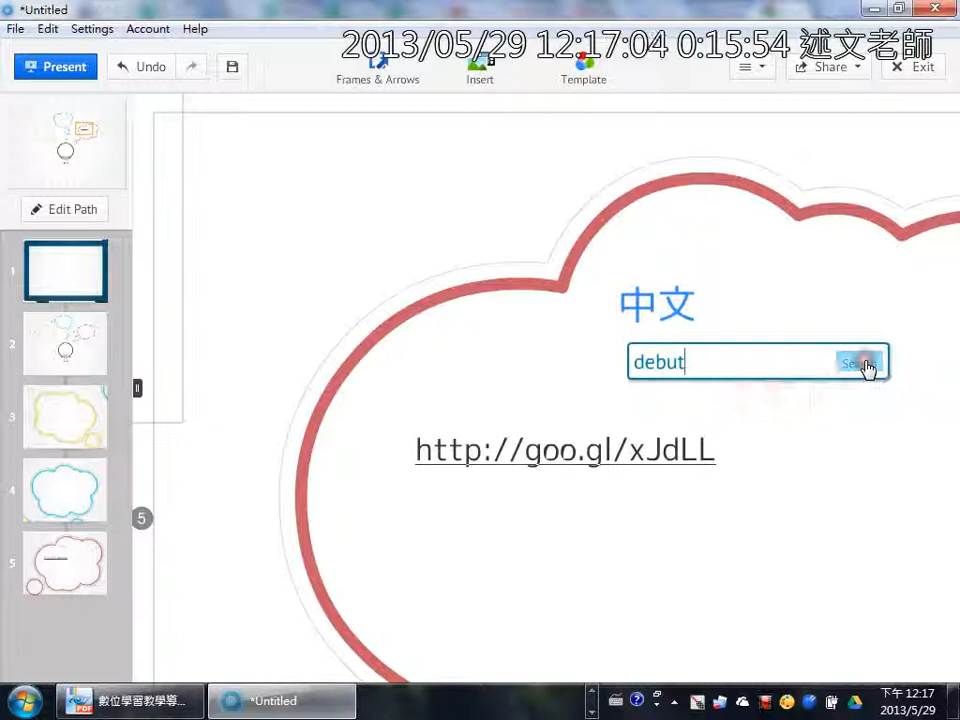 *Untitled
File Edit Settings Account Help
2013/05/29 12:17:04 0:15:54 述文老師
Present Undo Frames & Arrows Insert Template Share Exit
Edit Path
1
2
3
4
5
中文
debut
http://goo.gl/xJdLL
5
數位學習教學導...
PDF
*Untitled
下午 12:17
2013/5/29